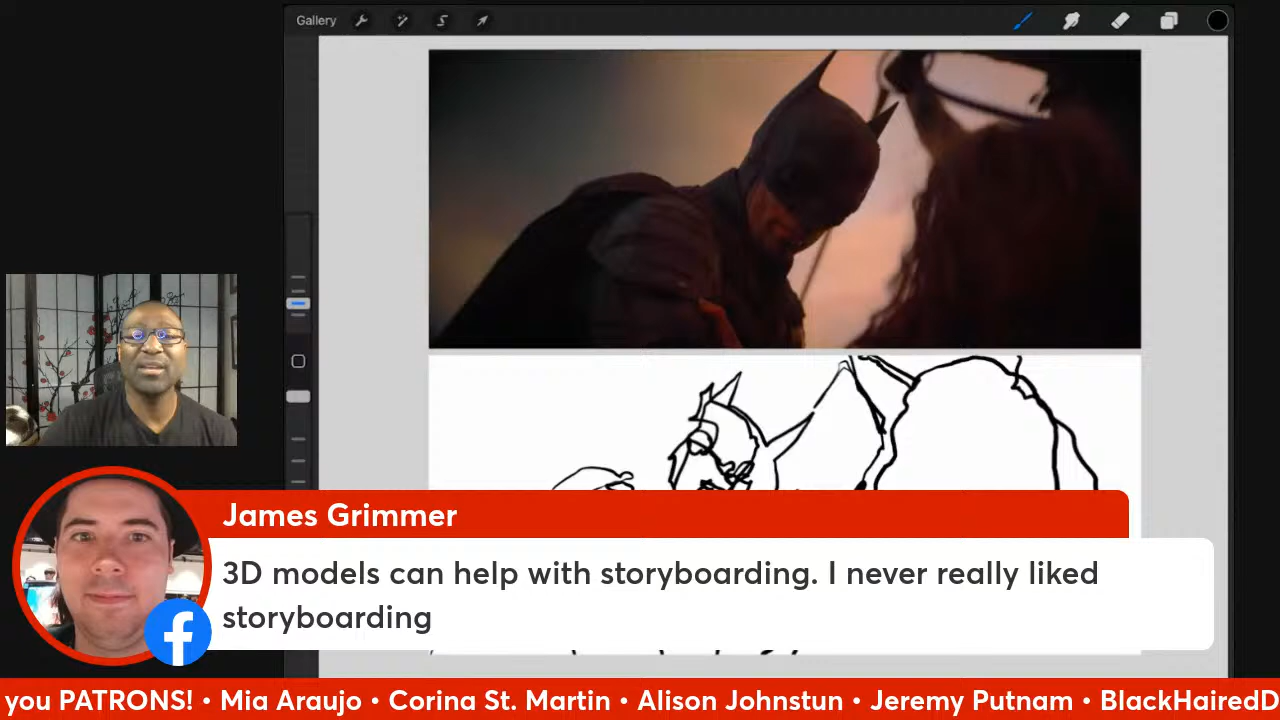 Gallery
James Grimmer
3D models can help with storyboarding. I never really liked
storyboarding
you PATRONS! • Mia Araujo • Corina St. Martin • Alison Johnstun • Jeremy Putnam • BlackHairedD